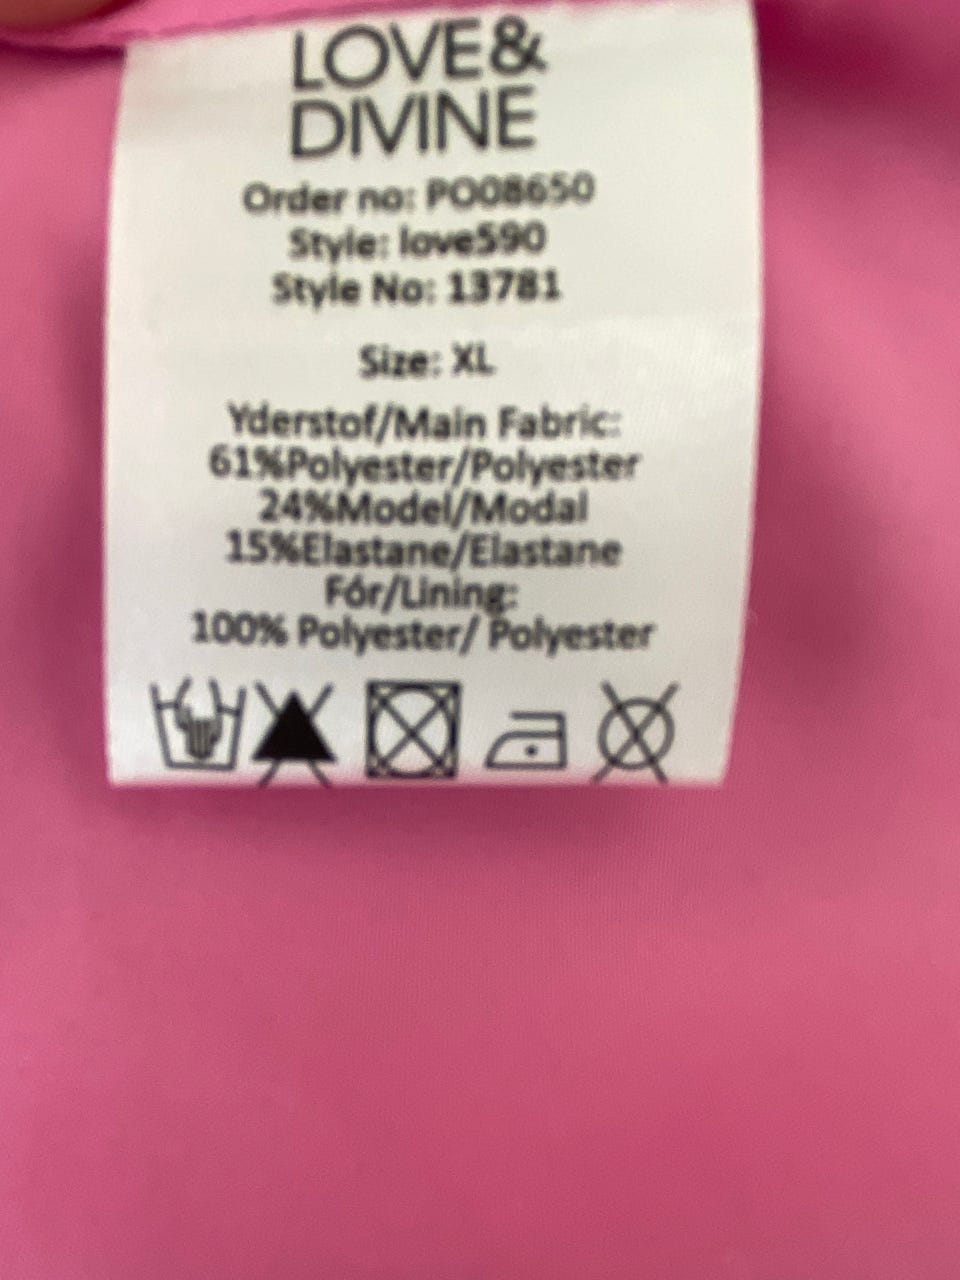 LOVE&
DIVINE
Order no: PO08650
Style: love590
Style No: 13781
Size: XL
Yderstof/Main Fabric:
61%Polyester/Polyester
24%Model/Modal
15%Elastane/Elastane
Fór/Lining:
100% Polyester/ Polyester